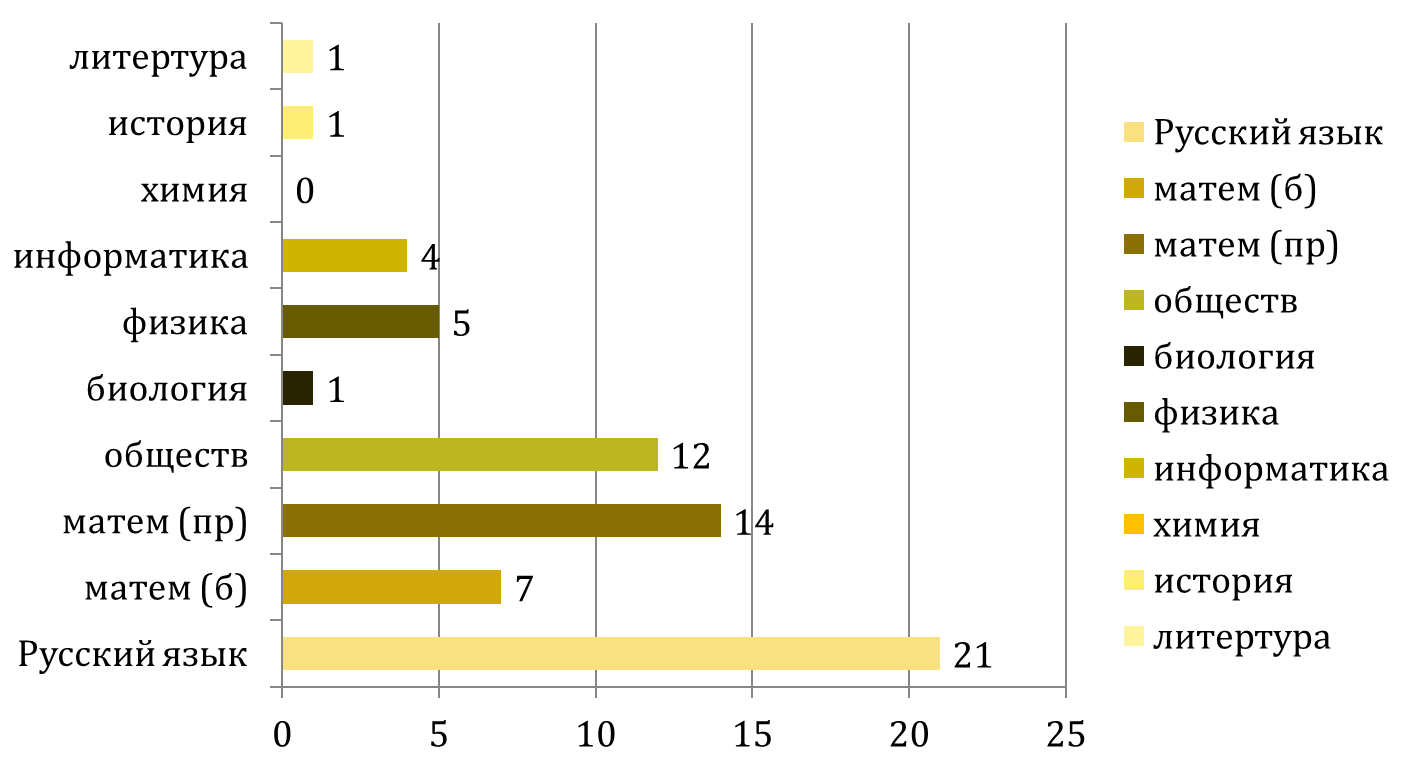 литертура 1
история 1
химия 0
информатика 4
физика 5
биология 1
обществ 12
матем (пр) 14
матем (б) 7
Русский язык 21
0 5 10 15 20 25
Русский язык
матем (б)
матем (пр)
обществ
биология
физика
информатика
химия
история
литертура